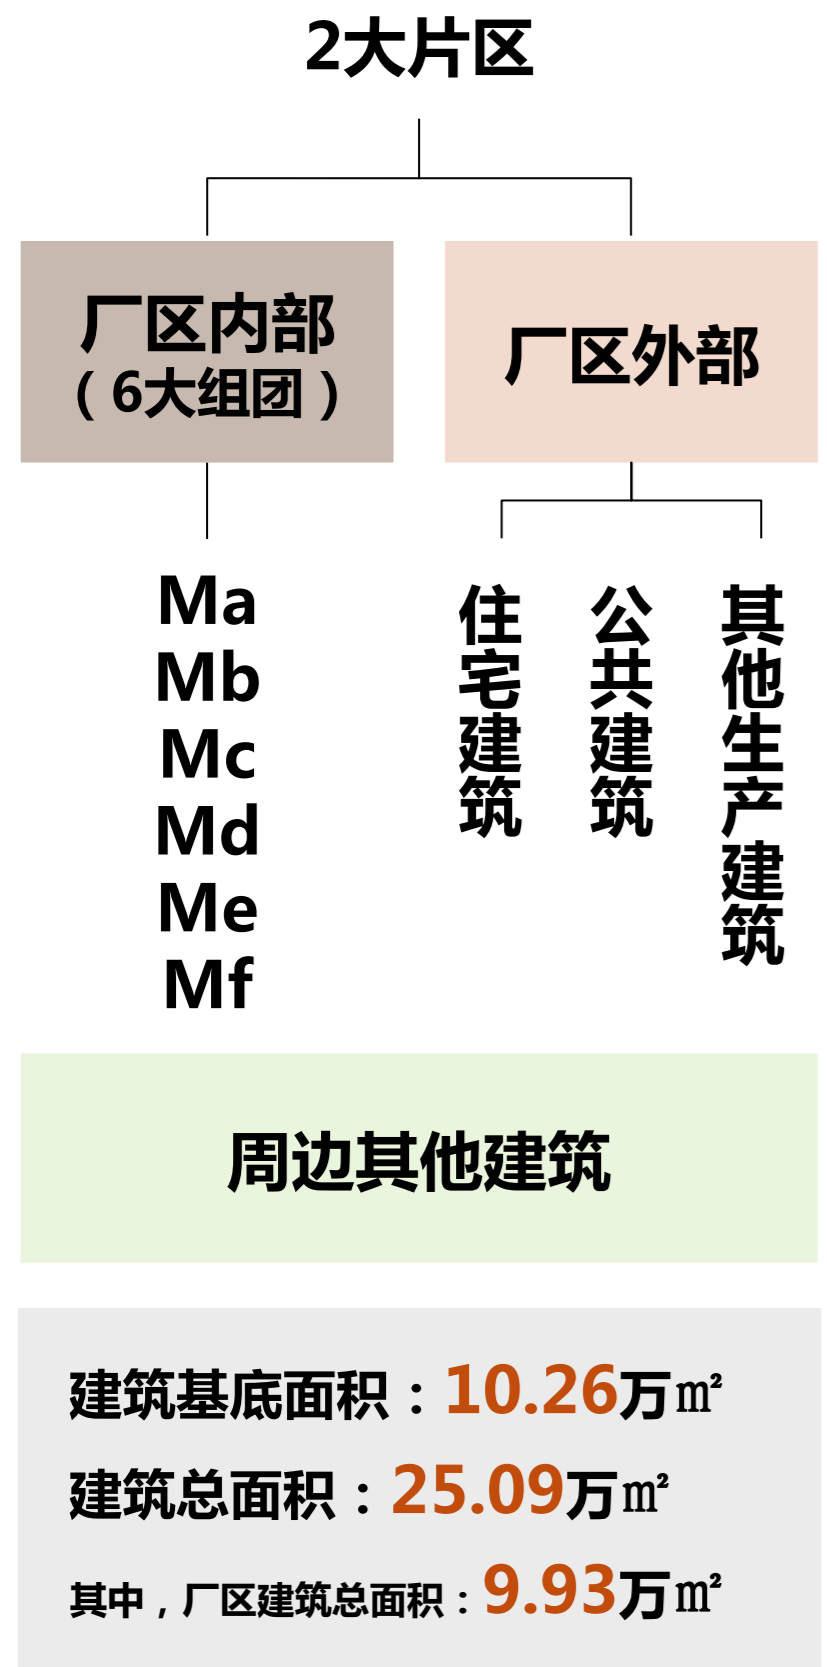 2大片区
厂区内部
（6大组团）
厂区外部
Ma
Mb
Mc
Md
Me
Mf
住宅建筑
公共建筑
其他生产建筑
周边其他建筑
建筑基底面积：10.26万㎡
建筑总面积：25.09万㎡
其中，厂区建筑总面积：9.93万㎡